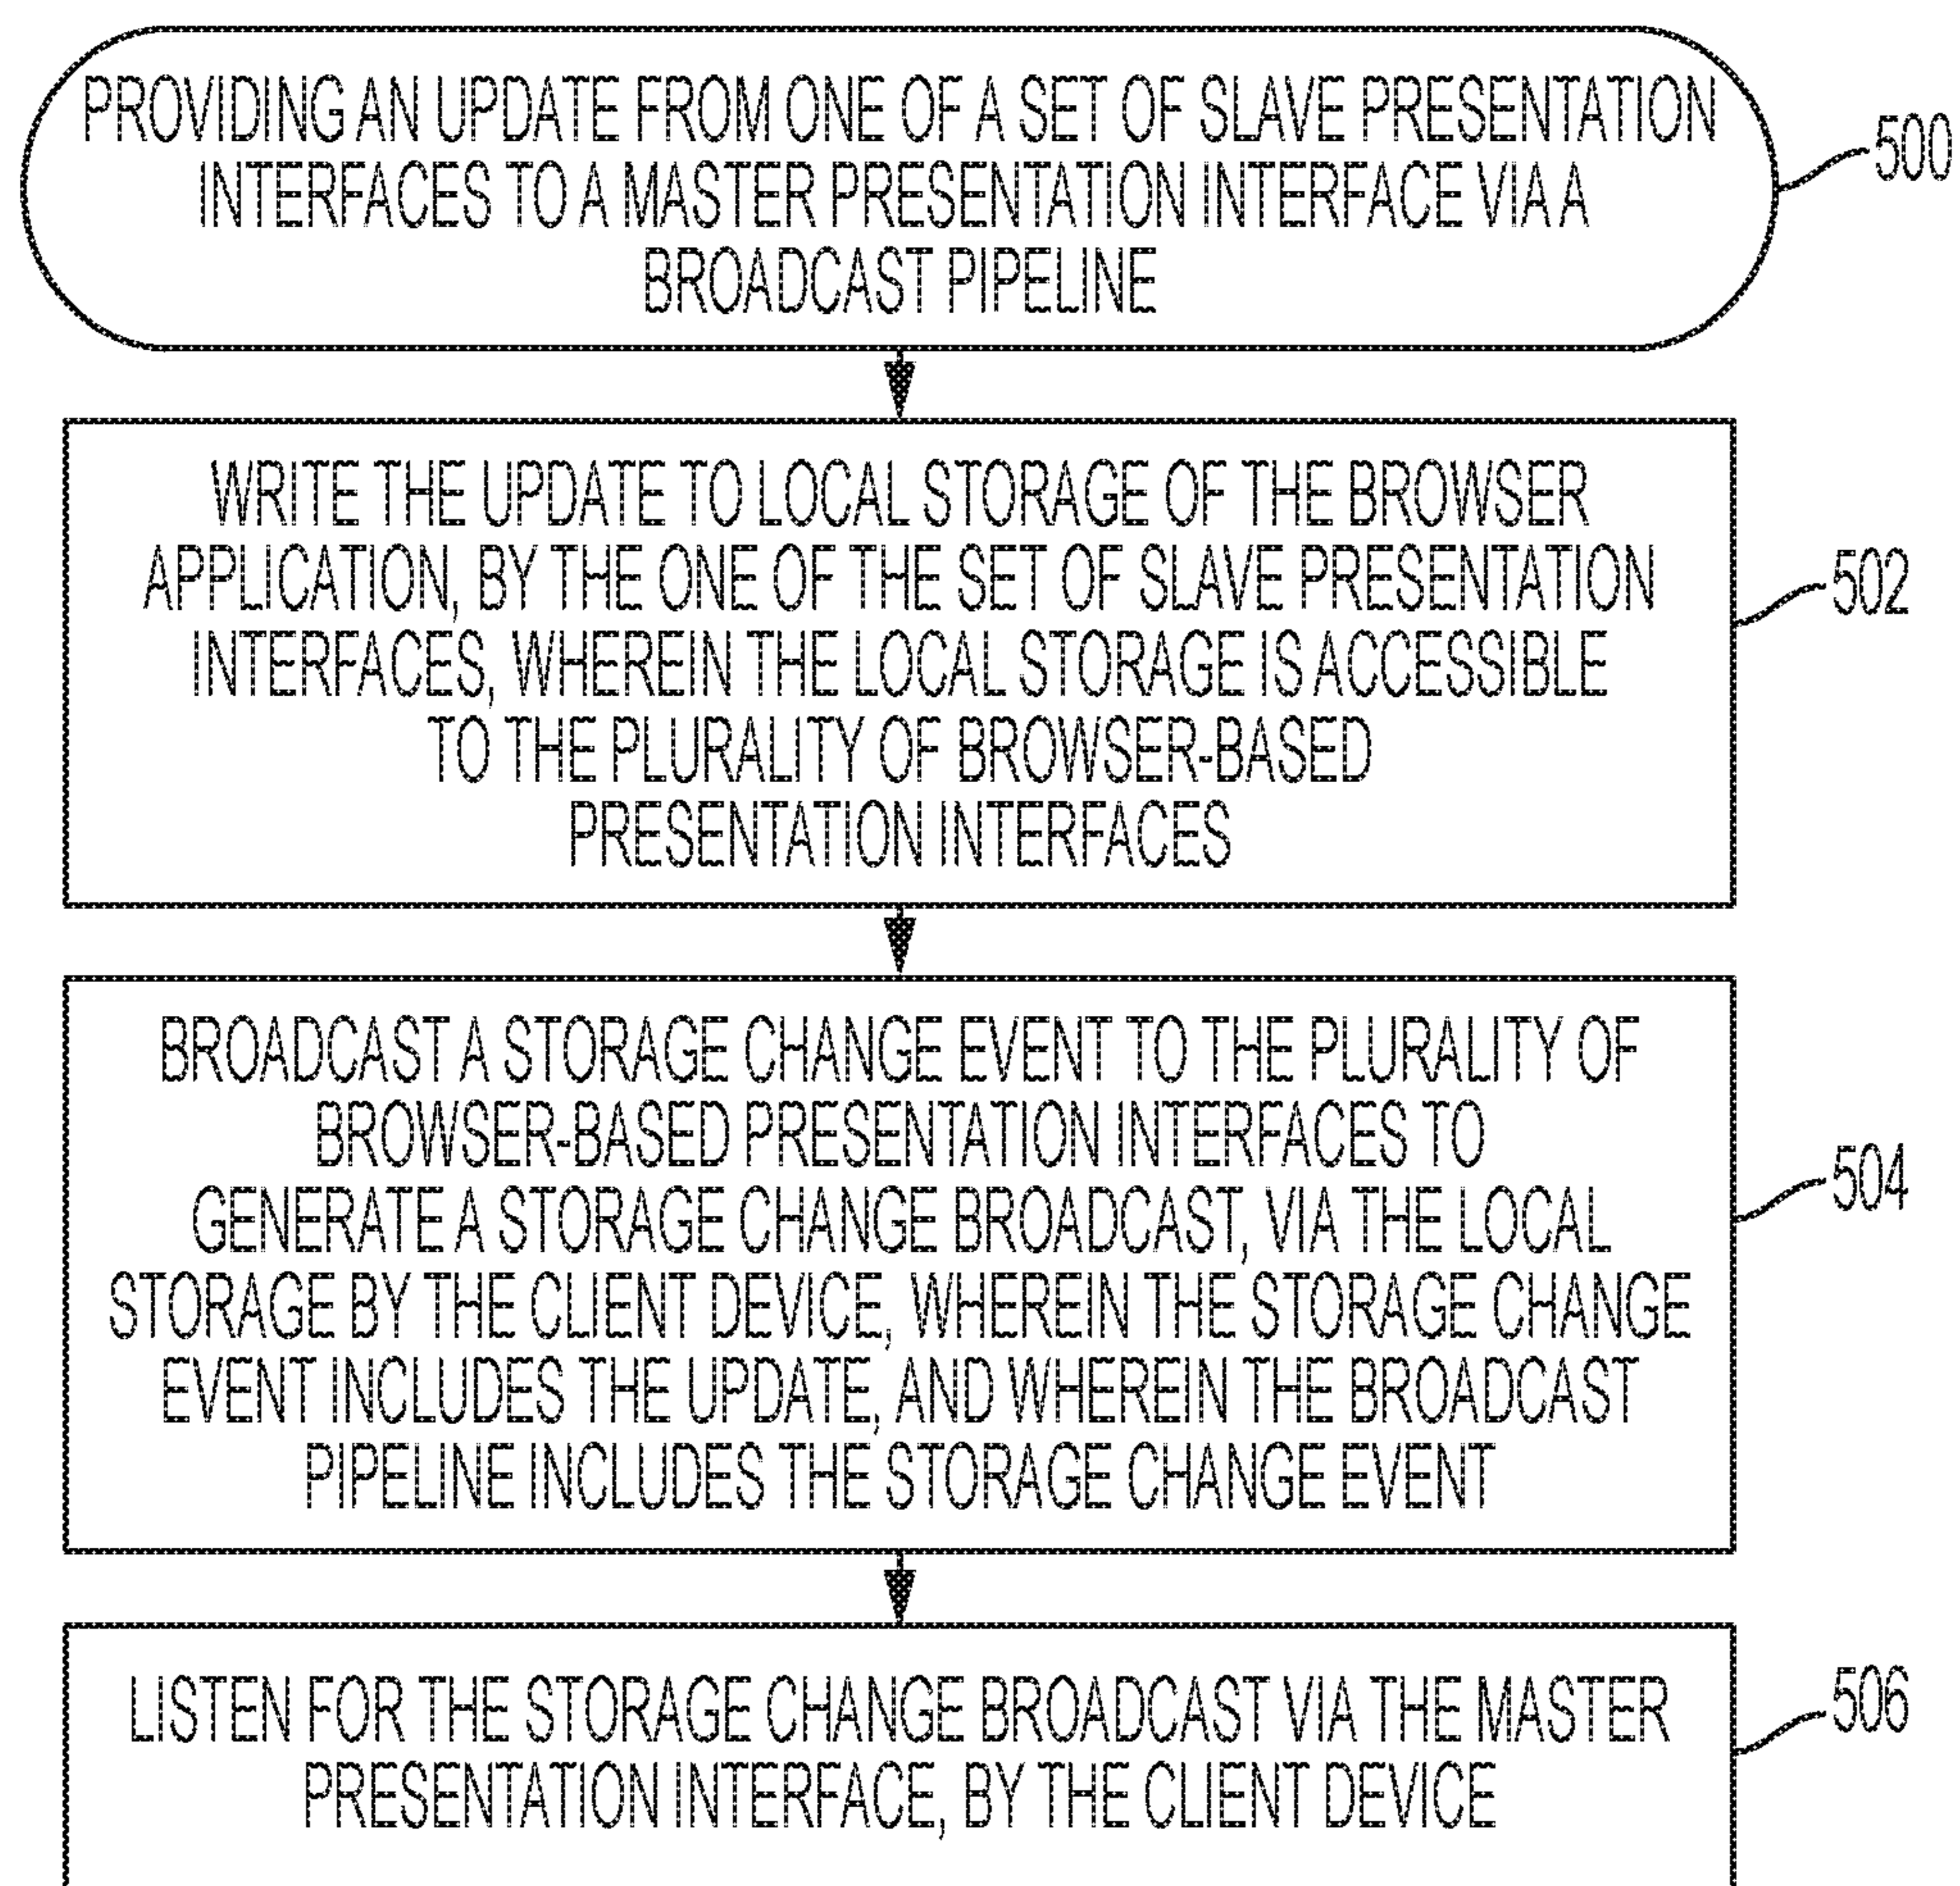 PROVIDING AN UPDATE FROM ONE OF A SET OF SLAVE PRESENTATION
INTERFACES TO A MASTER PRESENTATION INTERFACE VIA A
BROADCAST PIPELINE
500
WRITE THE UPDATE TO LOCAL STORAGE OF THE BROWSER
APPLICATION, BY THE ONE OF THE SET OF SLAVE PRESENTATION
INTERFACES, WHEREIN THE LOCAL STORAGE IS ACCESSIBLE
TO THE PLURALITY OF BROWSER-BASED
PRESENTATION INTERFACES
502
BROADCAST A STORAGE CHANGE EVENT TO THE PLURALITY OF
BROWSER-BASED PRESENTATION INTERFACES TO
GENERATE A STORAGE CHANGE BROADCAST, VIA THE LOCAL
STORAGE BY THE CLIENT DEVICE, WHEREIN THE STORAGE CHANGE
EVENT INCLUDES THE UPDATE, AND WHEREIN THE BROADCAST
PIPELINE INCLUDES THE STORAGE CHANGE EVENT
504
LISTEN FOR THE STORAGE CHANGE BROADCAST VIA THE MASTER
PRESENTATION INTERFACE, BY THE CLIENT DEVICE
506